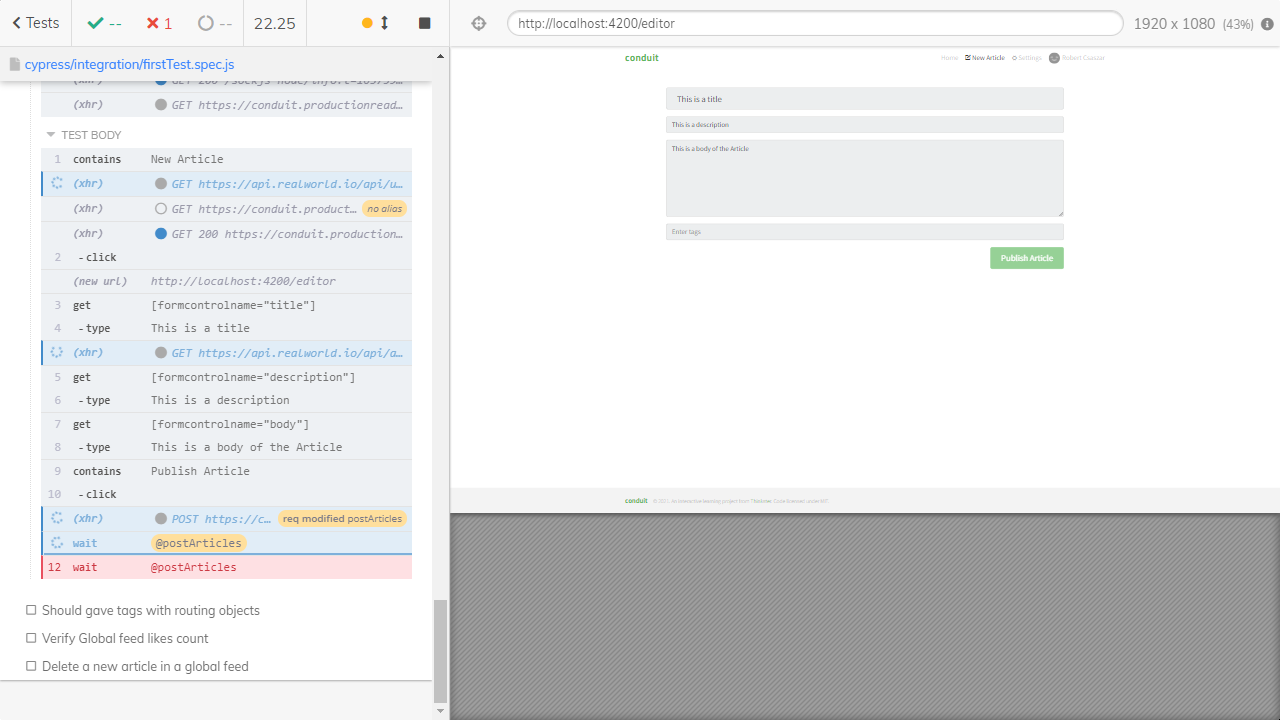 Tests
--
1
--
22.25
cypress/integration/firstTest.spec.js
(xhr) GET https://conduit.productionread…
TEST BODY
1 contains New Article
(xhr) GET https://api.realworld.io/api/u…
(xhr) GET https://conduit.product… no alias
(xhr) GET 200 https://conduit.production…
2 -click
(new url) http://localhost:4200/editor
3 get [formcontrolname="title"]
4 -type This is a title
(xhr) GET https://api.realworld.io/api/a…
5 get [formcontrolname="description"]
6 -type This is a description
7 get [formcontrolname="body"]
8 -type This is a body of the Article
9 contains Publish Article
10 -click
(xhr) POST https://c… req modified postArticles
wait @postArticles
12 wait @postArticles
Should gave tags with routing objects
Verify Global feed likes count
Delete a new article in a global feed
http://localhost:4200/editor
1920 x 1080 (43%)
conduit
Home New Article Settings Robert
This is a title
This is a description
This is a body of the Article
Enter tags
Publish Article
conduit © 2021. An interactive learning project from Thinkster. Code licensed under MIT.